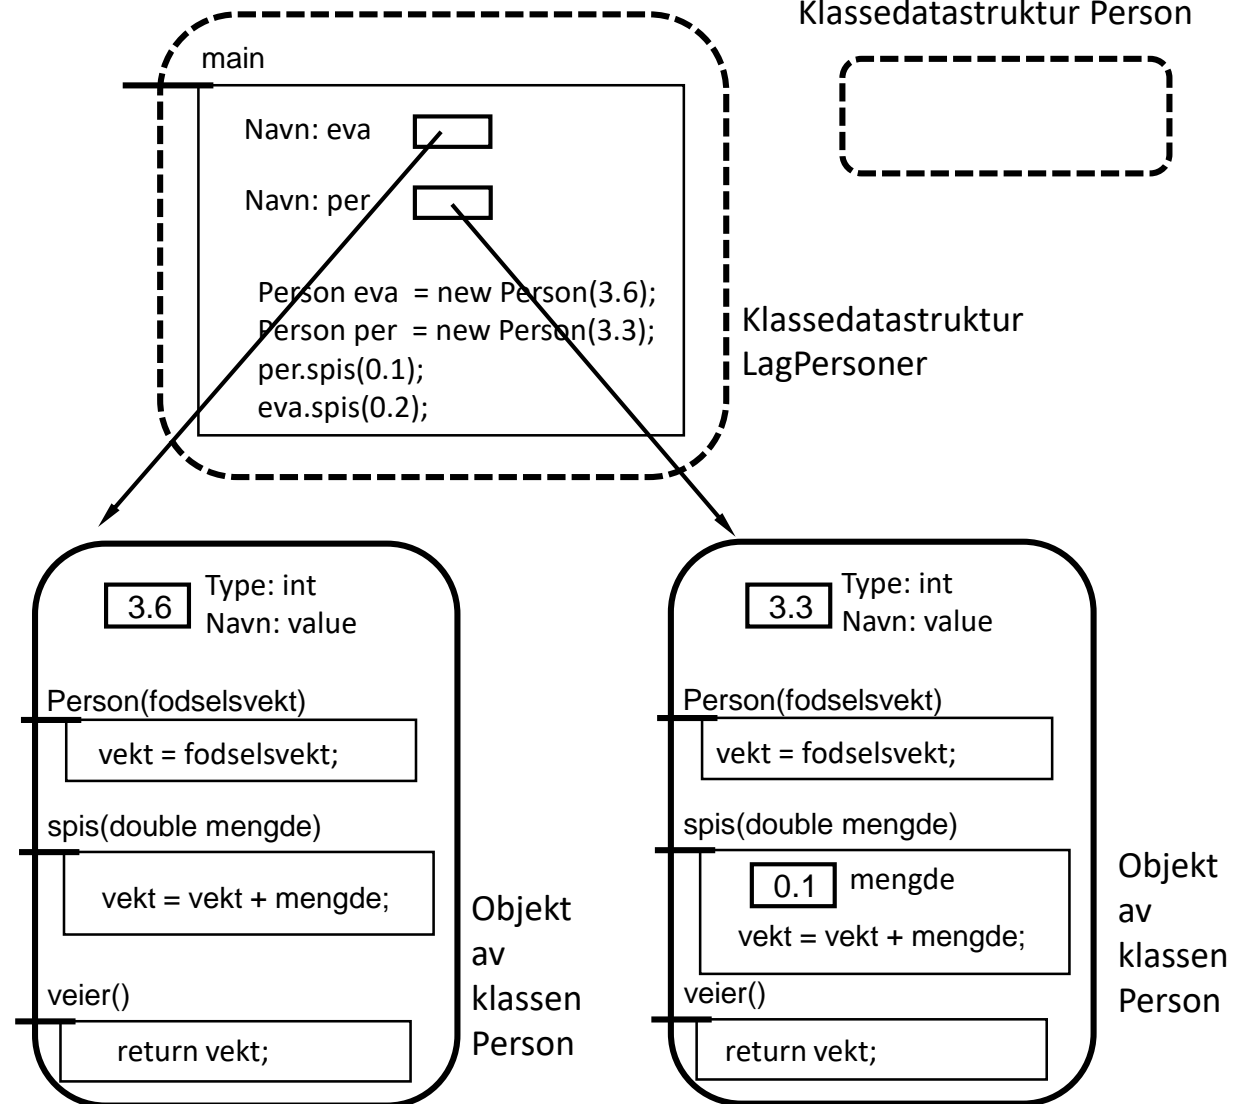 Klassedatastruktur Person
main
Navn: eva
Navn: per
Person eva = new Person(3.6);
Person per = new Person(3.3);
per.spis(0.1);
eva.spis(0.2);
Klassedatastruktur
LagPersoner
3.6
Type: int
Navn: value
Person(fodselsvekt)
vekt = fodselsvekt;
spis(double mengde)
vekt = vekt + mengde;
veier()
return vekt;
Objekt
av
klassen
Person
3.3
Type: int
Navn: value
Person(fodselsvekt)
vekt = fodselsvekt;
spis(double mengde)
0.1 mengde
vekt = vekt + mengde;
veier()
return vekt;
Objekt
av
klassen
Person